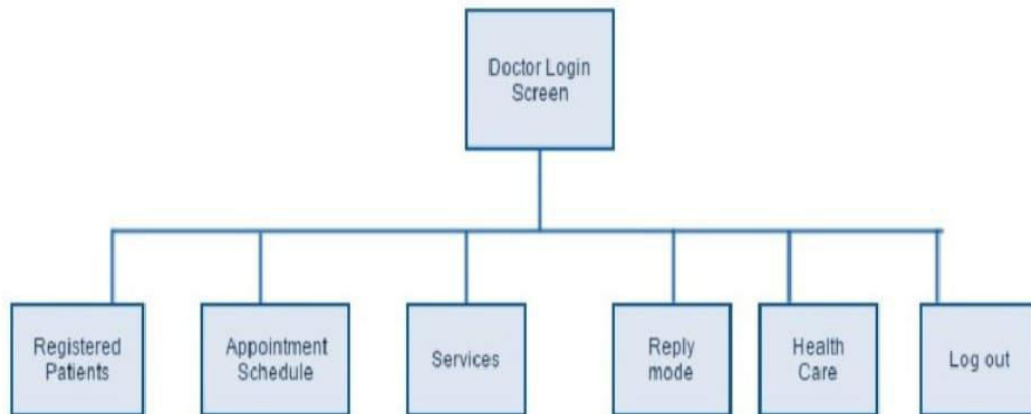 Doctor Login
Screen
Registered
Patients
Appointment
Schedule
Services
Reply
mode
Health
Care
Log out